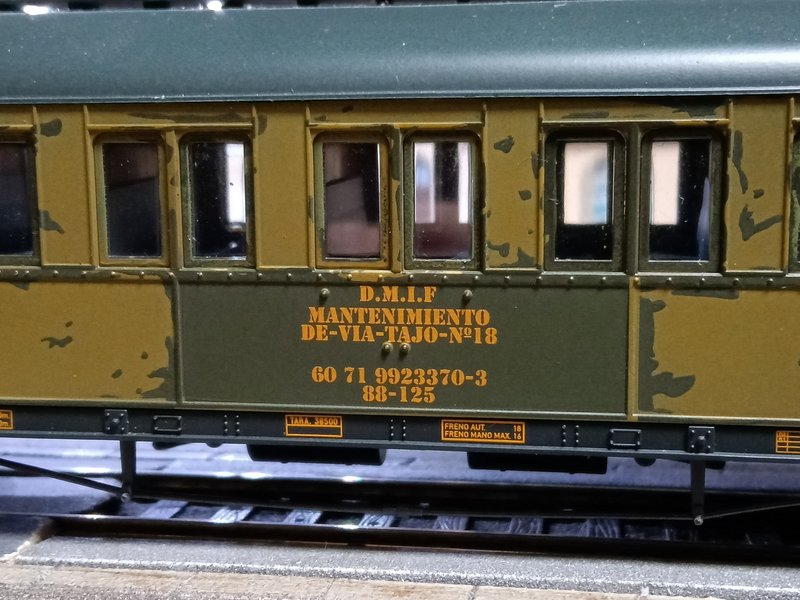 D.M.I.F
MANTENIMIENTO
DE-VIA-TAJO-Nº18
60 71 9923370-3
88-125
TARA. 38500
FRENO AUT. 18
FRENO MANO MAX. 16